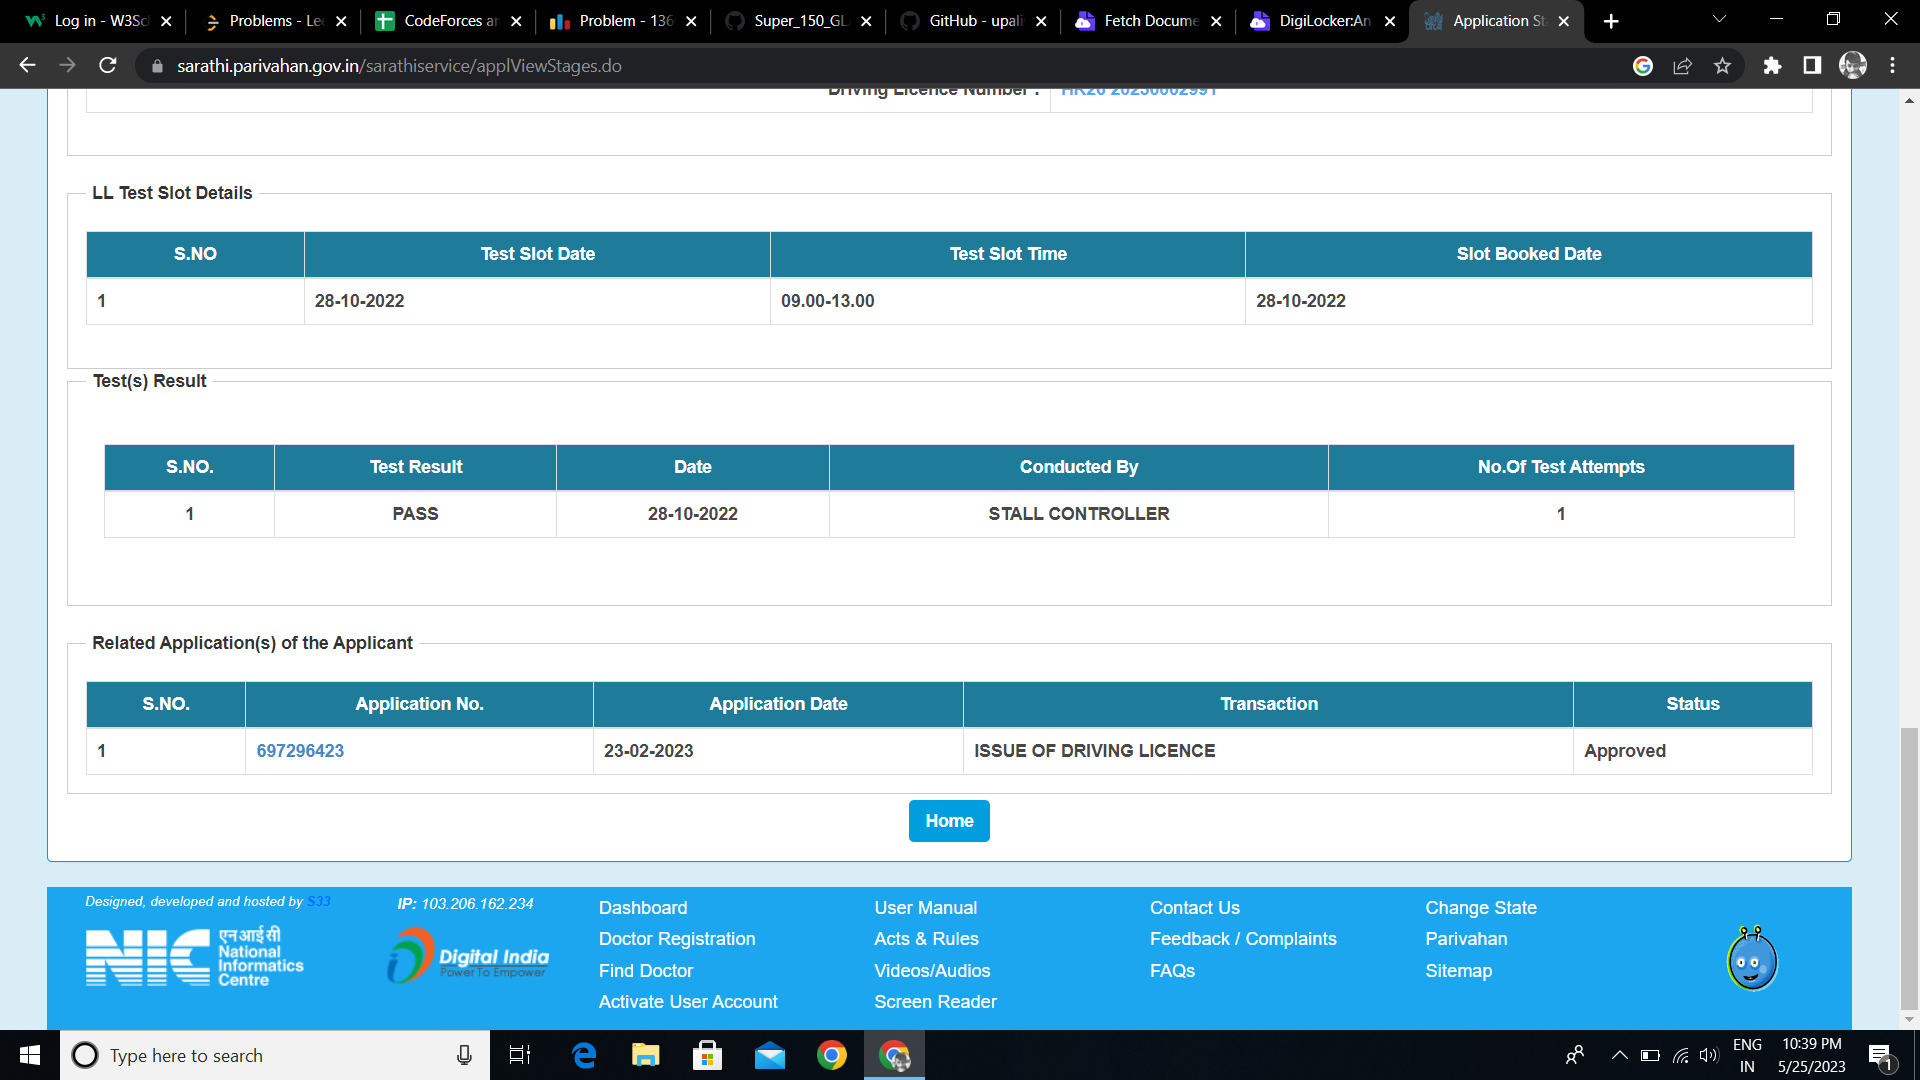 Log in - W3Sc
Problems - Le
CodeForces a
Problem - 136
Super_150_GL
GitHub - upali
Fetch Docume
DigiLocker:An
Application St
sarathi.parivahan.gov.in/sarathiservice/applViewStages.do
Driving Licence Number :
HR26 20230002991
LL Test Slot Details
S.NO Test Slot Date Test Slot Time Slot Booked Date
1 28-10-2022 09.00-13.00 28-10-2022
Test(s) Result
S.NO. Test Result Date Conducted By No.Of Test Attempts
1 PASS 28-10-2022 STALL CONTROLLER 1
Related Application(s) of the Applicant
S.NO. Application No. Application Date Transaction Status
1 697296423 23-02-2023 ISSUE OF DRIVING LICENCE Approved
Home
Designed, developed and hosted by S33
NIC
एन आई सी
National
Informatics
Centre
IP: 103.206.162.234
Digital India
Power To Empower
Dashboard
Doctor Registration
Find Doctor
Activate User Account
User Manual
Acts & Rules
Videos/Audios
Screen Reader
Contact Us
Feedback / Complaints
FAQs
Change State
Parivahan
Sitemap
Type here to search
ENG
IN
10:39 PM
5/25/2023
1